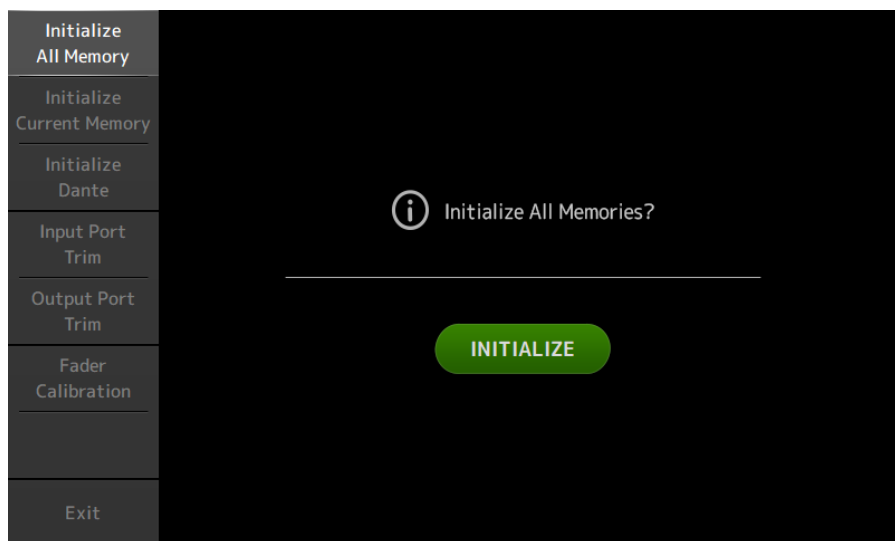 Initialize
All Memory
Initialize
Current Memory
Initialize
Dante
Input Port
Trim
Output Port
Trim
Fader
Calibration
Exit
Initialize All Memories?
INITIALIZE